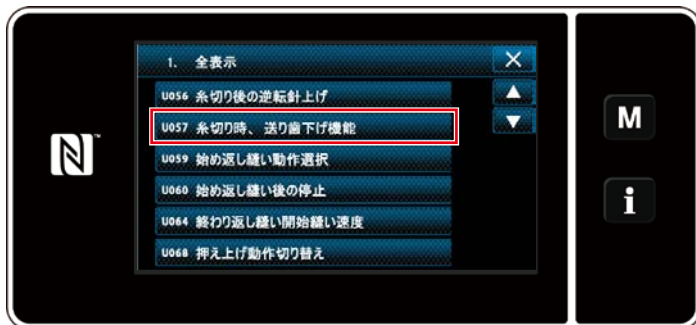 1. 全表示
U056 糸切り後の逆転針上げ
U057 糸切り時、送り歯下げ機能
U059 始め返し縫い動作選択
U060 始め返し縫い後の停止
U064 終わり返し縫い開始縫い速度
U068 押え上げ動作切り替え
M
i